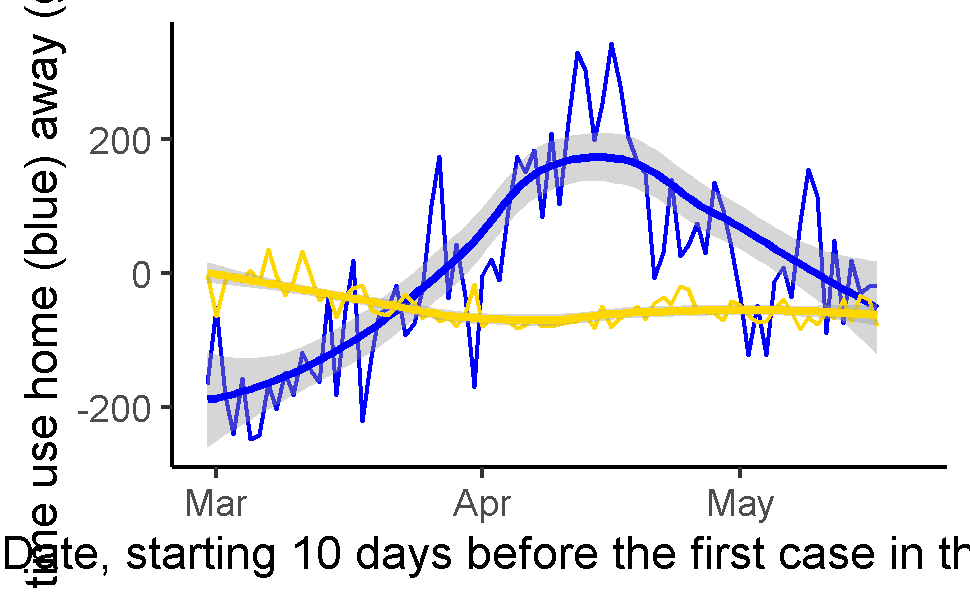 time use home (blue) away (
200
0
-200
Mar Apr May
Date, starting 10 days before the first case in th